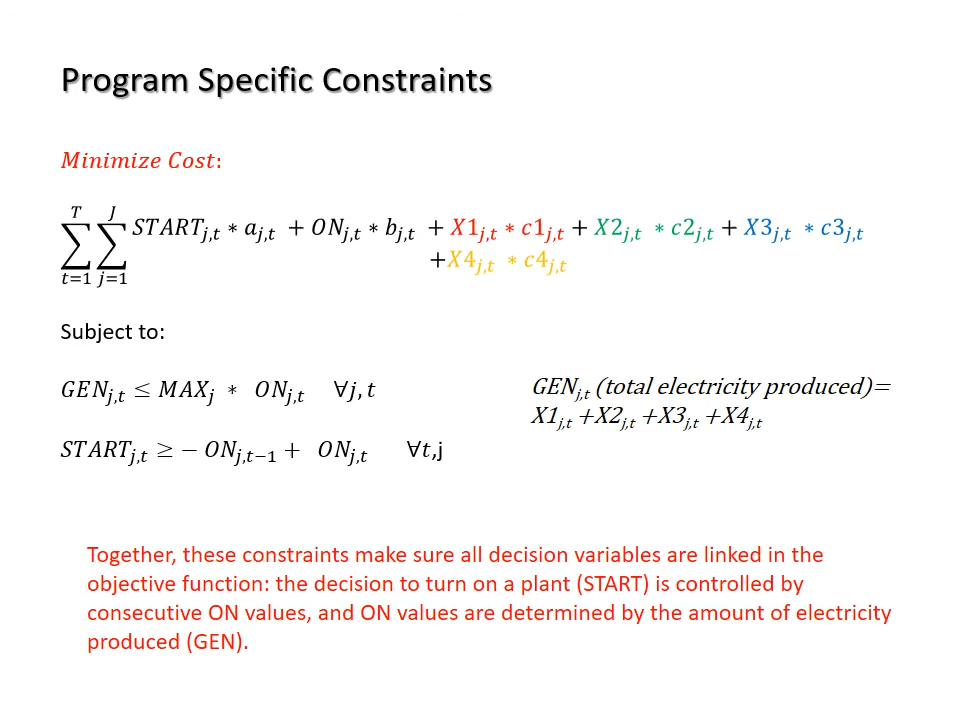 Program Specific Constraints
Minimize Cost:
∑_{t=1}^{T} ∑_{j=1}^{J} START_{j,t} * a_{j,t} + ON_{j,t} * b_{j,t} + X1_{j,t} * c1_{j,t} + X2_{j,t} * c2_{j,t} + X3_{j,t} * c3_{j,t}
+X4_{j,t} * c4_{j,t}
Subject to:
GEN_{j,t} ≤ MAX_j * ON_{j,t} ∀j, t
GEN_{j,t} (total electricity produced)=
X1_{j,t} +X2_{j,t} +X3_{j,t} +X4_{j,t}
START_{j,t} ≥ − ON_{j,t−1} + ON_{j,t} ∀t,j
Together, these constraints make sure all decision variables are linked in the
objective function: the decision to turn on a plant (START) is controlled by
consecutive ON values, and ON values are determined by the amount of electricity
produced (GEN).